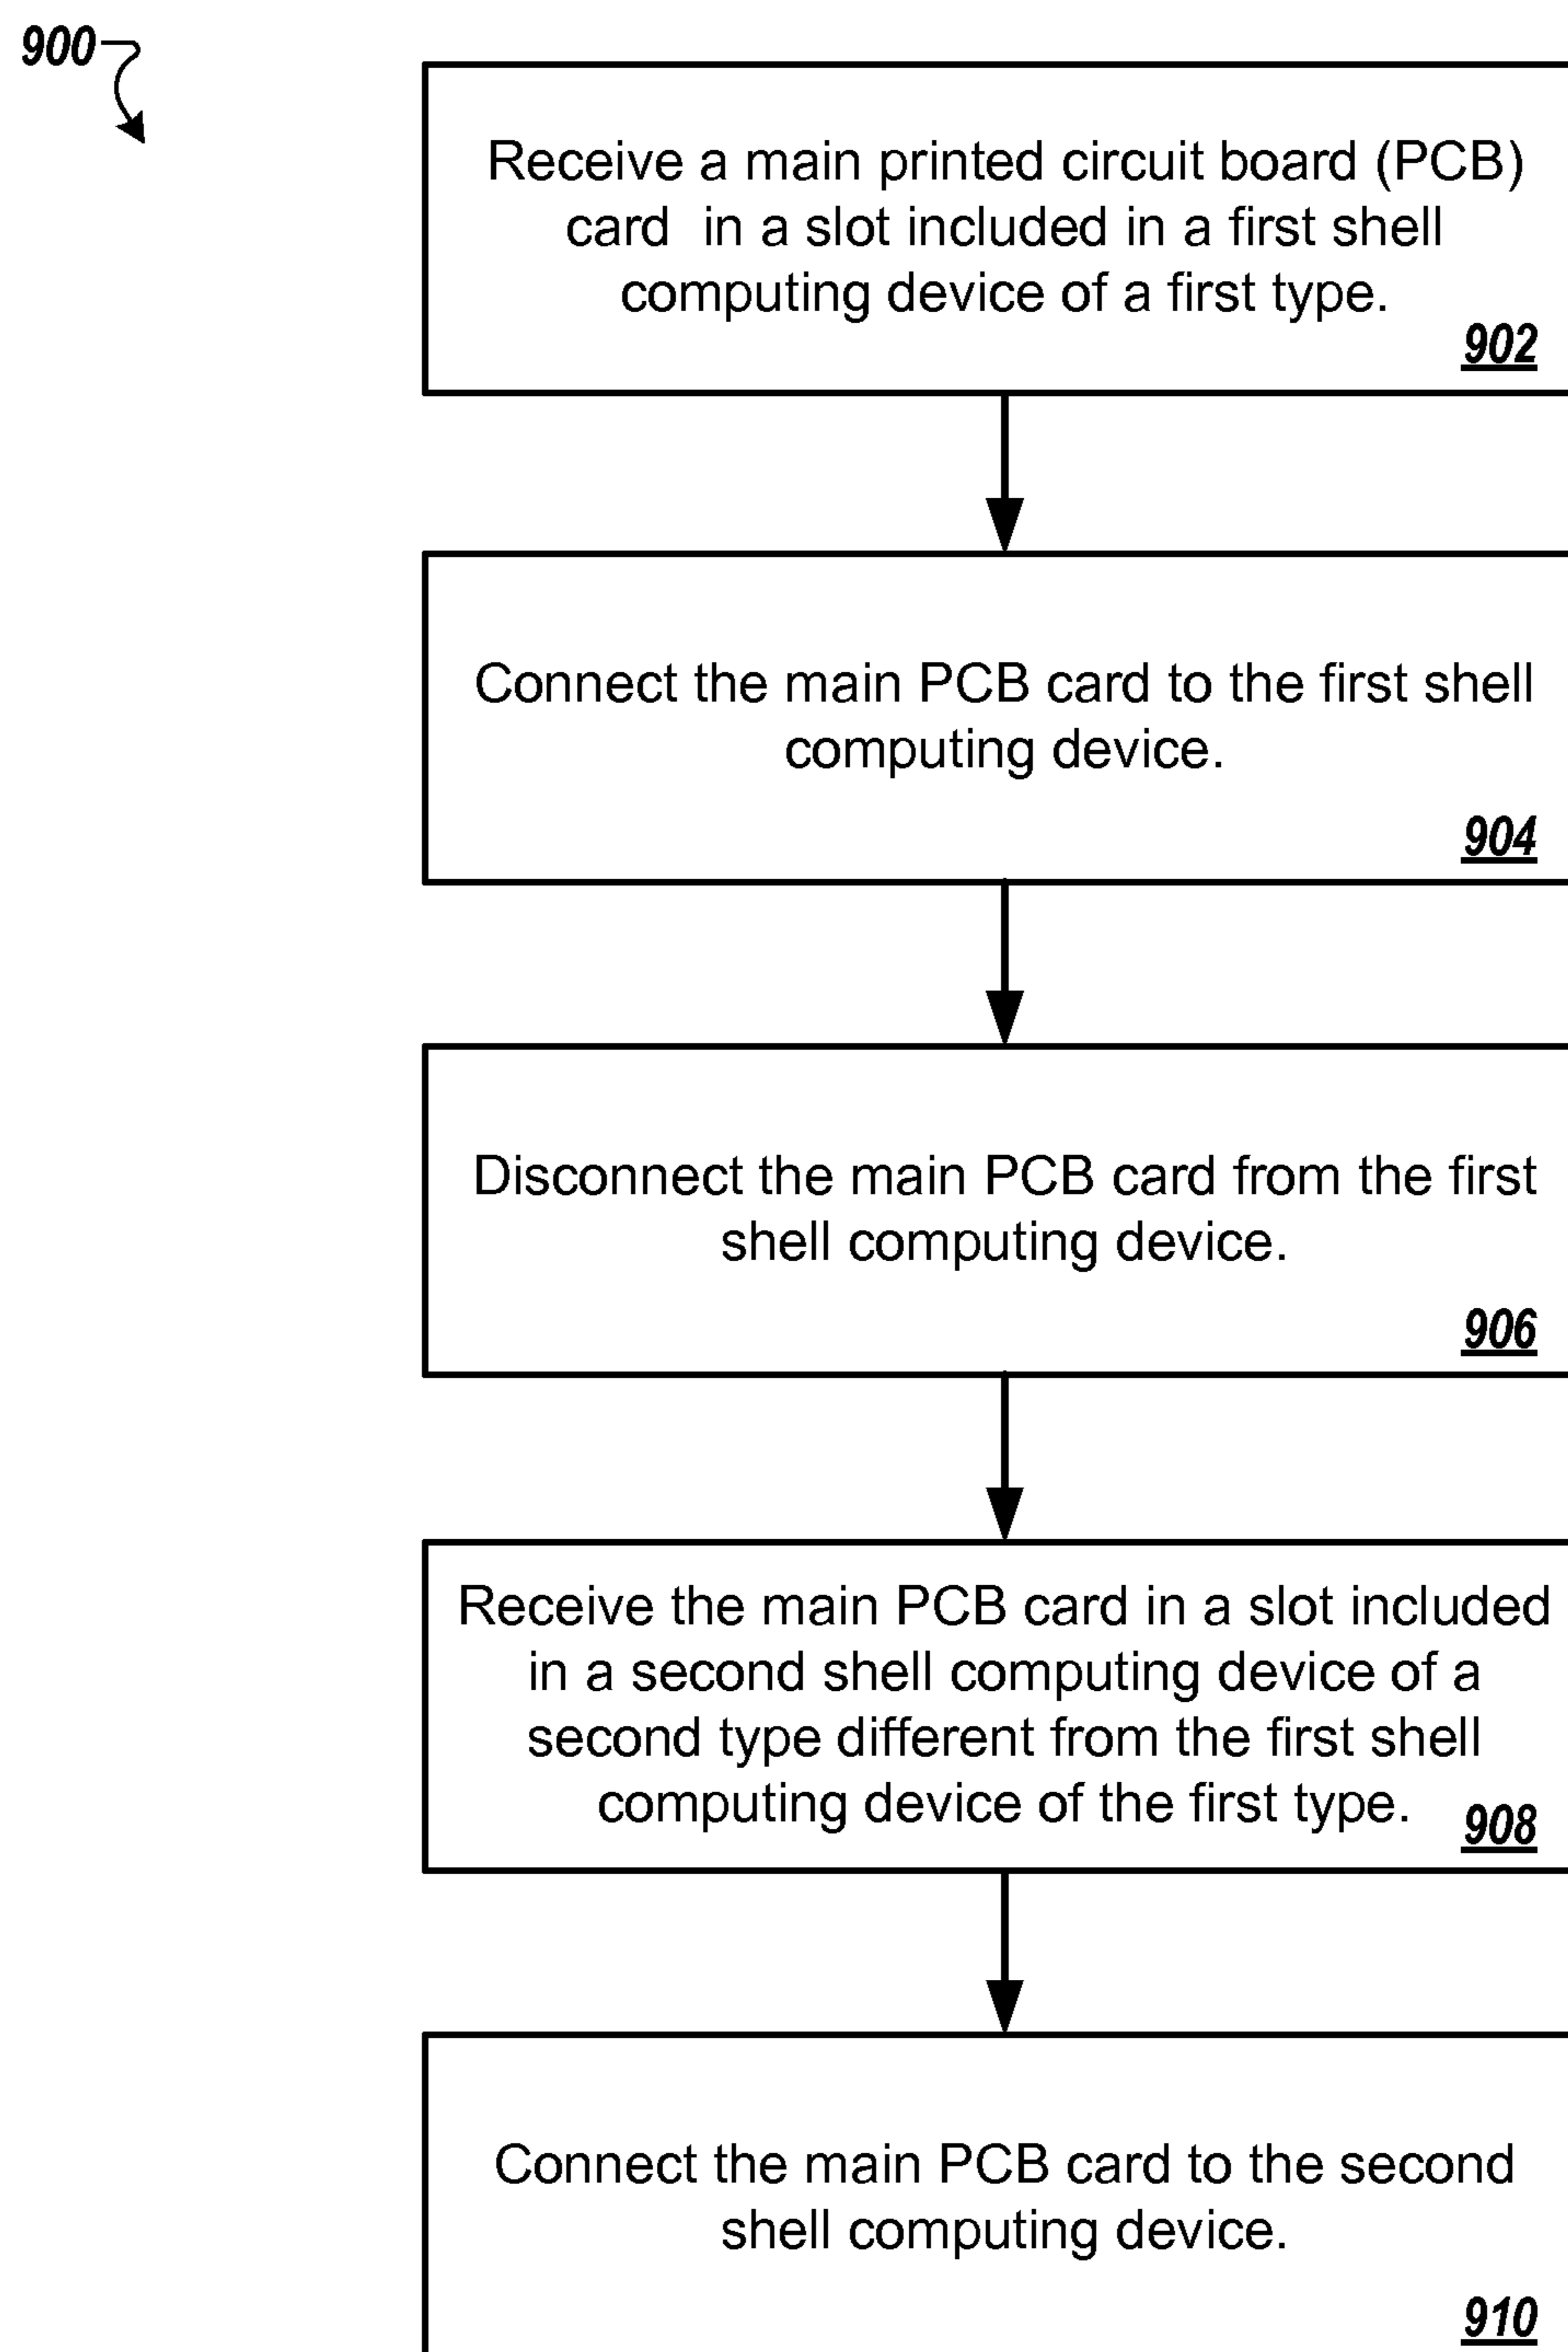 900
Receive a main printed circuit board (PCB)
card in a slot included in a first shell
computing device of a first type.
902
Connect the main PCB card to the first shell
computing device.
904
Disconnect the main PCB card from the first
shell computing device.
906
Receive the main PCB card in a slot included
in a second shell computing device of a
second type different from the first shell
computing device of the first type.
908
Connect the main PCB card to the second
shell computing device.
910